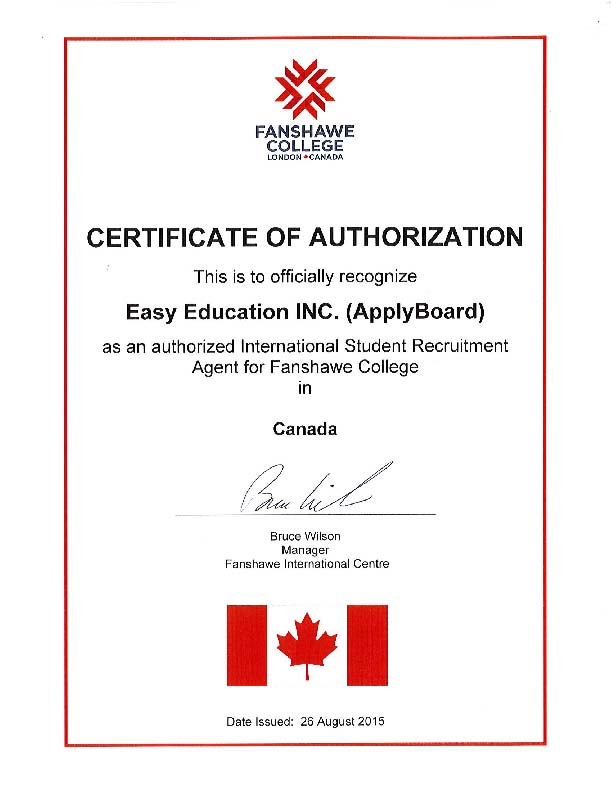 FANSHAWE
COLLEGE
LONDON CANADA
CERTIFICATE OF AUTHORIZATION
This is to officially recognize
Easy Education INC. (ApplyBoard)
as an authorized International Student Recruitment
Agent for Fanshawe College
in
Canada
Bruce Wilson
Manager
Fanshawe International Centre
Date Issued: 26 August 2015